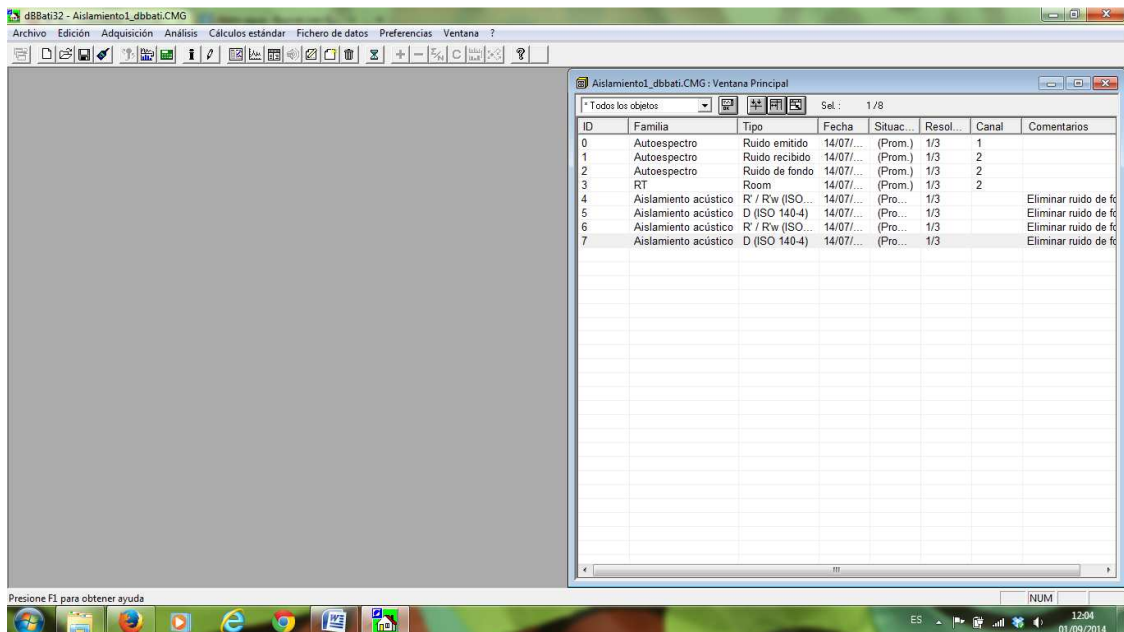 dBBati32 - Aislamiento1_dbbati.CMG
Archivo Edición Adquisición Análisis Cálculos estándar Fichero de datos Preferencias Ventana ?
Aislamiento1_dbbati.CMG : Ventana Principal
* Todos los objetos Sel.: 1/8
ID Familia Tipo Fecha Situac... Resol... Canal Comentarios
0 Autoespectro Ruido emitido 14/07/... (Prom.) 1/3 1
1 Autoespectro Ruido recibido 14/07/... (Prom.) 1/3 2
2 Autoespectro Ruido de fondo 14/07/... (Prom.) 1/3 2
3 RT Room 14/07/... (Prom.) 1/3 2
4 Aislamiento acústico R' / R'w (ISO... 14/07/... (Pro... 1/3 Eliminar ruido de fo
5 Aislamiento acústico D (ISO 140-4) 14/07/... (Pro... 1/3 Eliminar ruido de fo
6 Aislamiento acústico R' / R'w (ISO... 14/07/... (Pro... 1/3 Eliminar ruido de fo
7 Aislamiento acústico D (ISO 140-4) 14/07/... (Pro... 1/3 Eliminar ruido de fo
Presione F1 para obtener ayuda NUM
ES 12:04
01/09/2014